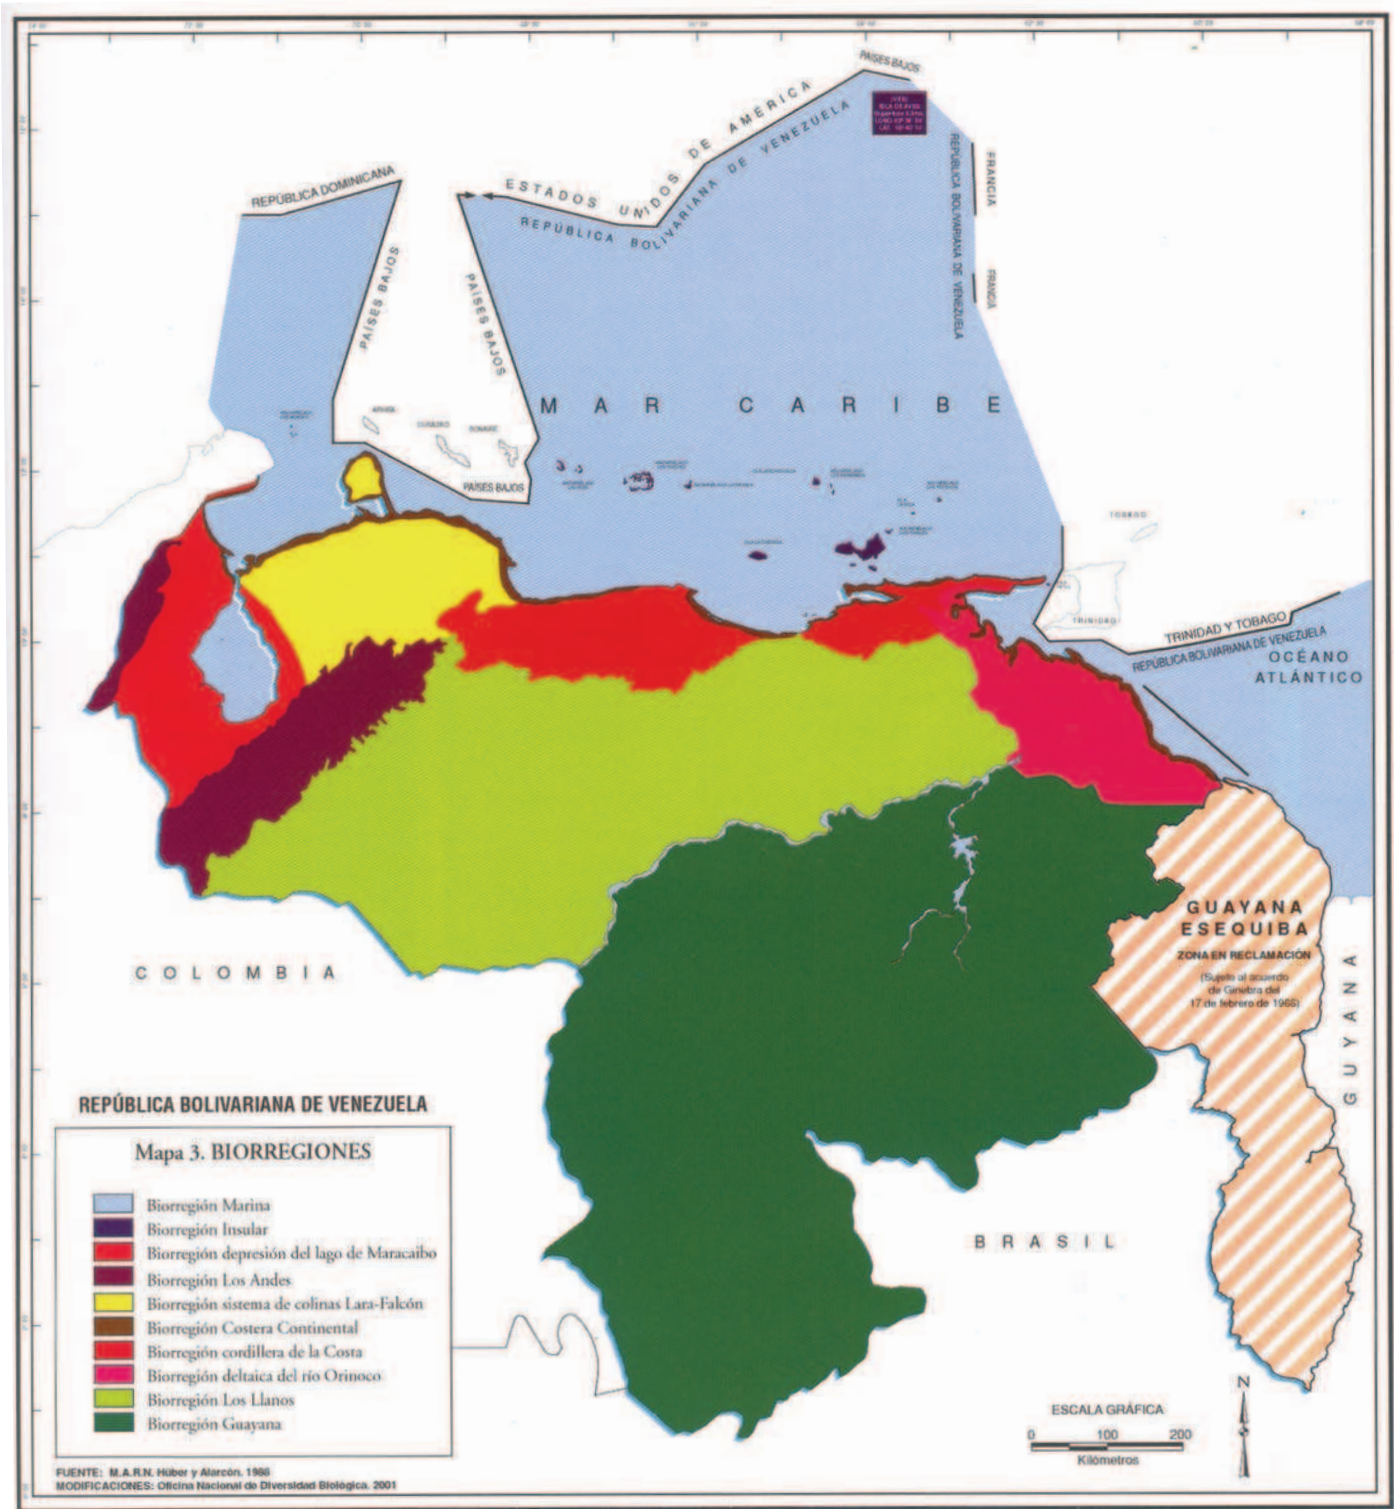 PAÍSES BAJOS
ESTADOS UNIDOS DE AMÉRICA
REPÚBLICA BOLIVARIANA DE VENEZUELA
REPÚBLICA BOLIVARIANA DE VENEZUELA
FRANCIA
FRANCIA
REPÚBLICA DOMINICANA
PAÍSES BAJOS
PAÍSES BAJOS
MAR CARIBE
ARUBA
CURAZAO
BONAIRE
PAÍSES BAJOS
TOBAGO
TRINIDAD
TRINIDAD Y TOBAGO
REPÚBLICA BOLIVARIANA DE VENEZUELA
OCÉANO
ATLÁNTICO
GUAYANA
ESEQUIBA
ZONA EN RECLAMACIÓN
(Sujeto al acuerdo
de Ginebra del
17 de febrero de 1966)
GUYANA
COLOMBIA
BRASIL
REPÚBLICA BOLIVARIANA DE VENEZUELA
Mapa 3. BIORREGIONES
Biorregión Marina
Biorregión Insular
Biorregión depresión del lago de Maracaibo
Biorregión Los Andes
Biorregión sistema de colinas Lara-Falcón
Biorregión Costera Continental
Biorregión cordillera de la Costa
Biorregión deltaica del río Orinoco
Biorregión Los Llanos
Biorregión Guayana
FUENTE: M.A.R.N. Húber y Alarcón. 1988
MODIFICACIONES: Oficina Nacional de Diversidad Biológica. 2001
N
ESCALA GRÁFICA
0 100 200
Kilómetros